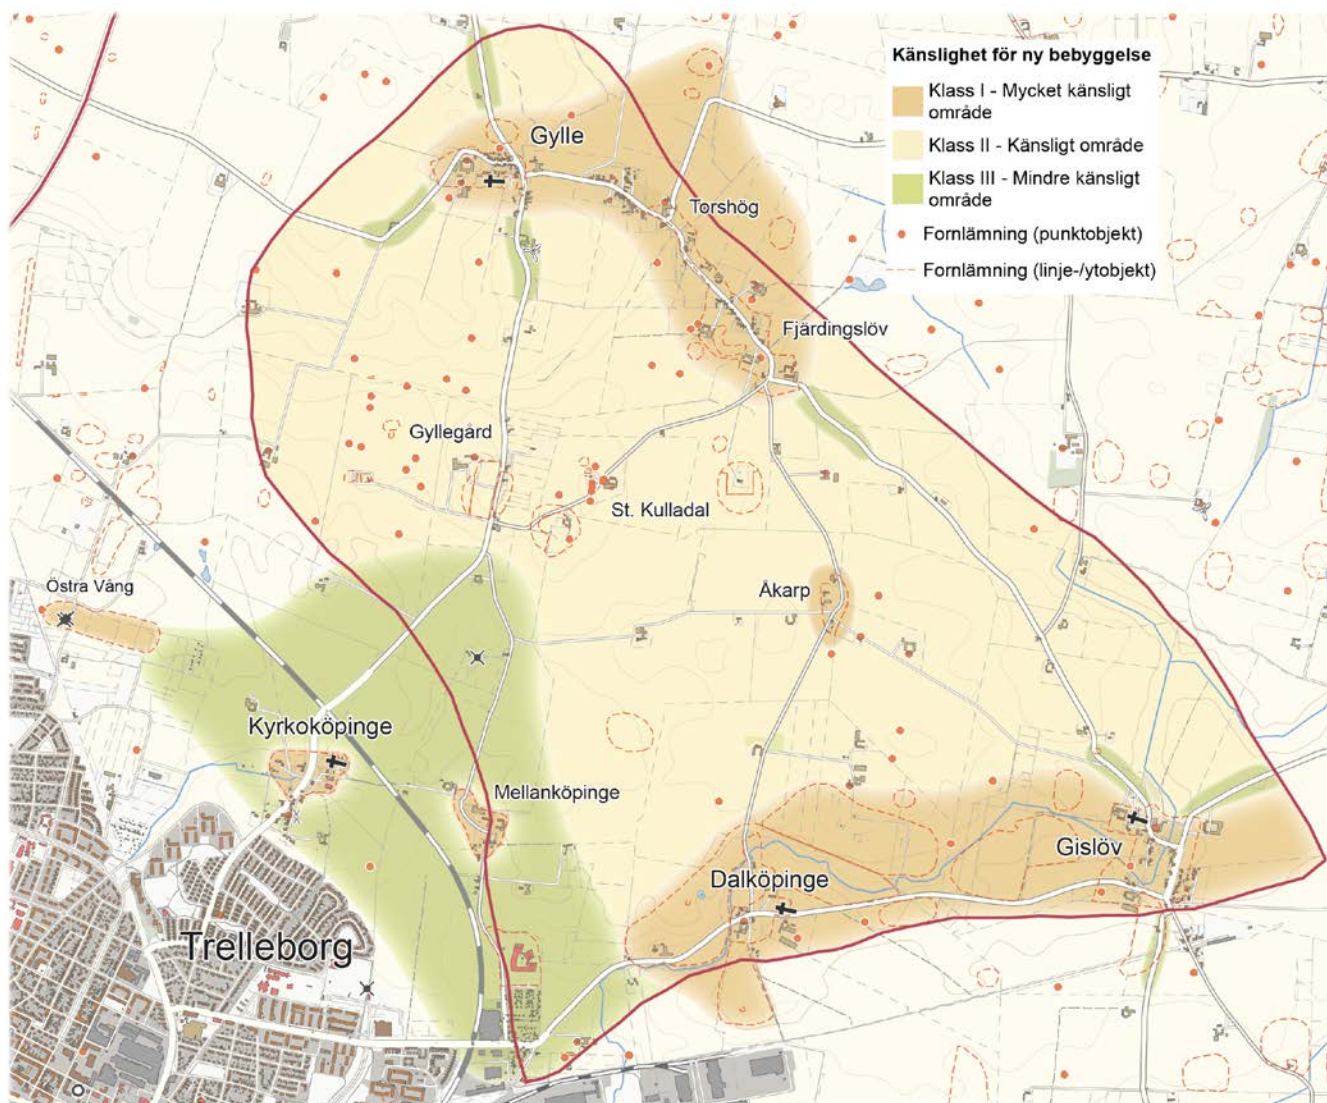 Känslighet för ny bebyggelse
Klass I - Mycket känsligt
område
Klass II - Känsligt område
Klass III - Mindre känsligt
område
Fornlämning (punktobjekt)
Fornlämning (linje-/ytobjekt)
Gylle
Torshög
Fjärdingslöv
Gyllegård
St. Kulladal
Östra Vång
Åkarp
Kyrkoköpinge
Mellanköpinge
Gislöv
Dalköpinge
Trelleborg